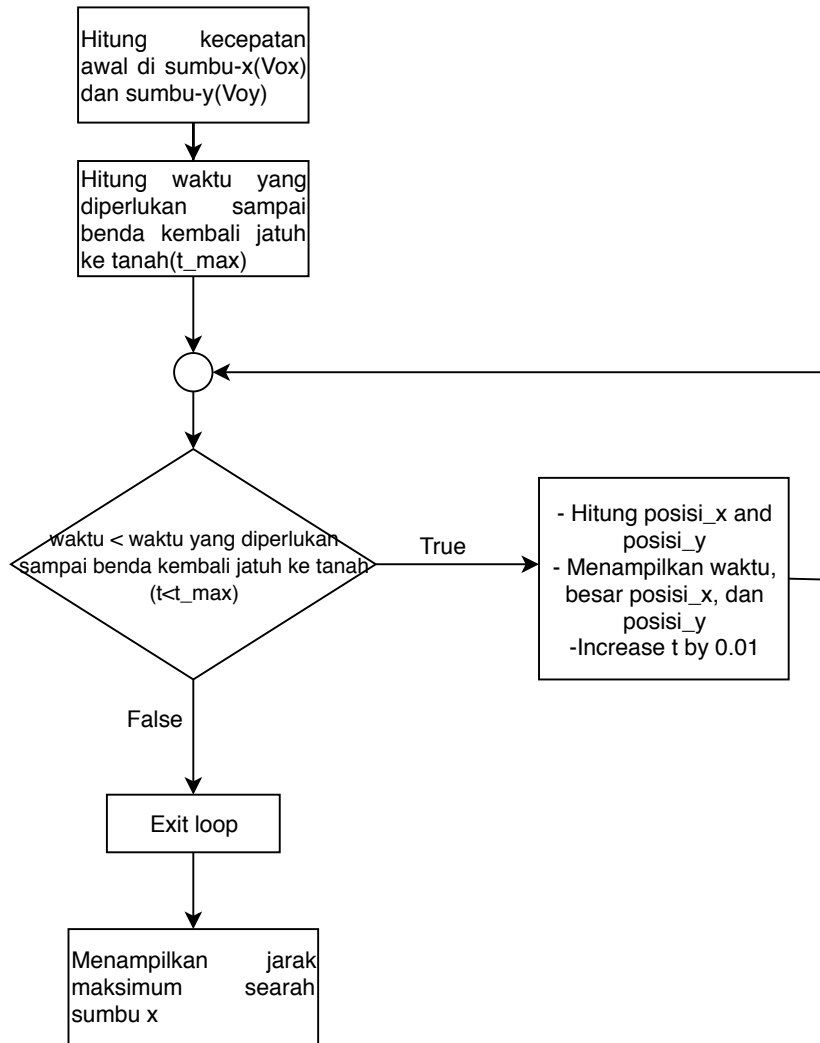 Hitung kecepatan
awal di sumbu-x(Vox)
dan sumbu-y(Voy)
Hitung waktu yang
diperlukan sampai
benda kembali jatuh
ke tanah(t_max)
waktu < waktu yang diperlukan
sampai benda kembali jatuh ke tanah
(t<t_max)
True
- Hitung posisi_x and
posisi_y
- Menampilkan waktu,
besar posisi_x, dan
posisi_y
-Increase t by 0.01
False
Exit loop
Menampilkan jarak
maksimum searah
sumbu x